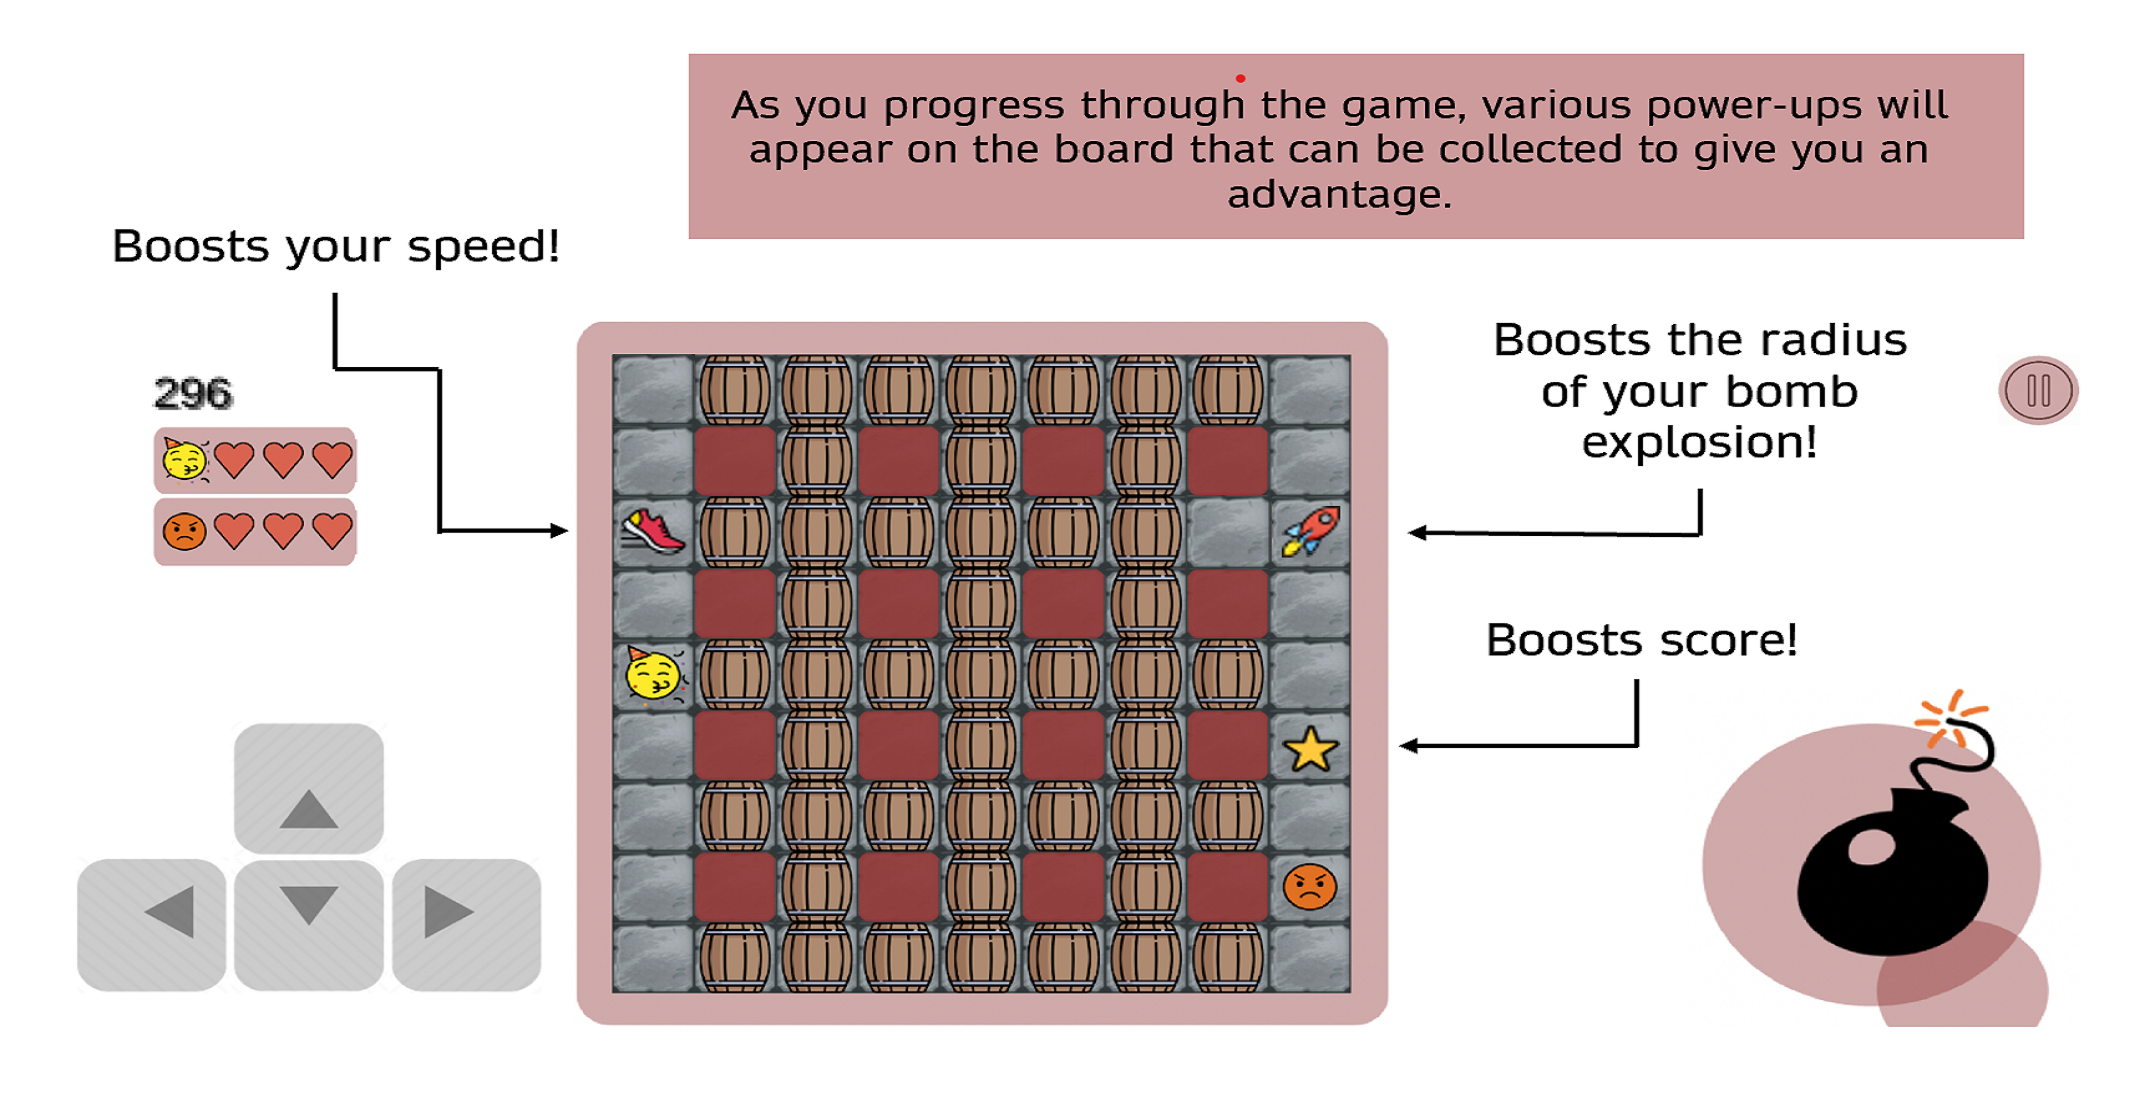 As you progress through the game, various power-ups will
appear on the board that can be collected to give you an
advantage.
Boosts your speed!
296
Boosts the radius
of your bomb
explosion!
Boosts score!